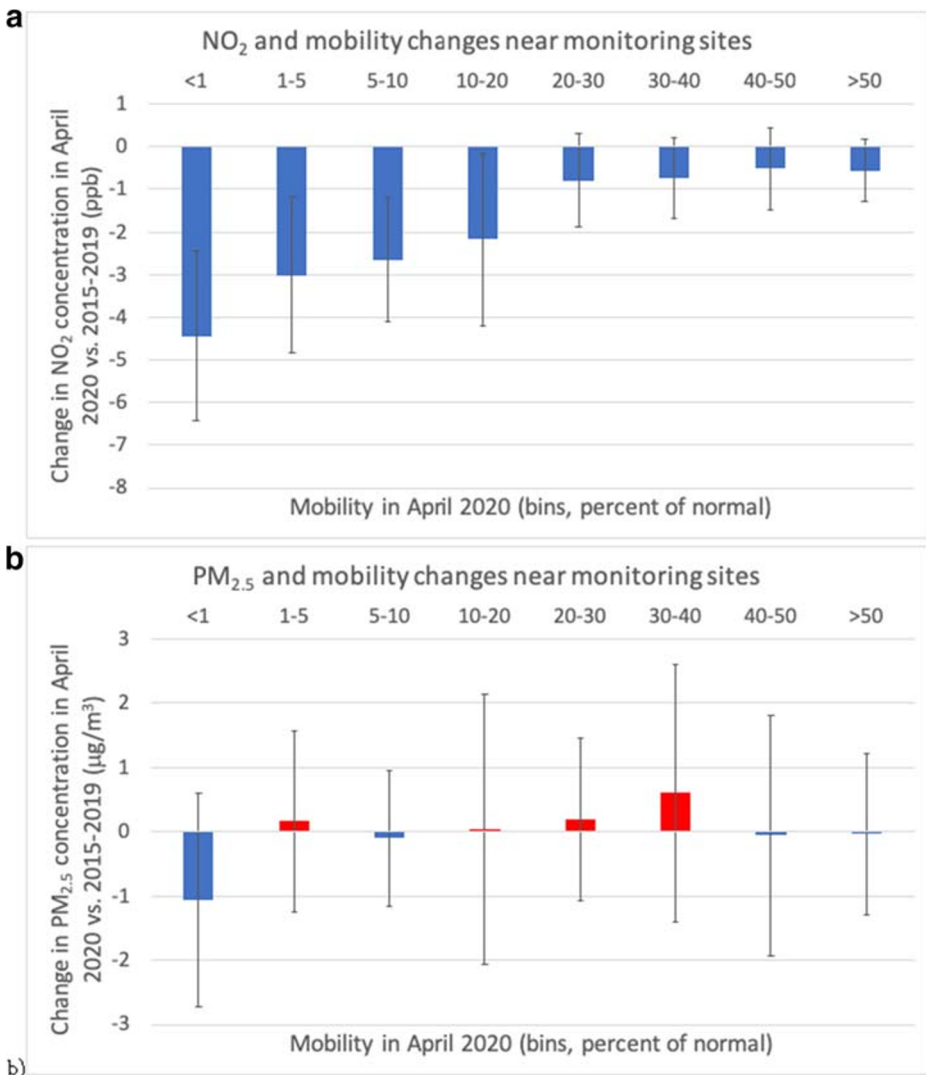 a
NO₂ and mobility changes near monitoring sites
<1 1-5 5-10 10-20 20-30 30-40 40-50 >50
Change in NO₂ concentration in April
2020 vs. 2015-2019 (ppb)
1
0
-1
-2
-3
-4
-5
-6
-7
-8
Mobility in April 2020 (bins, percent of normal)
b
PM₂.₅ and mobility changes near monitoring sites
<1 1-5 5-10 10-20 20-30 30-40 40-50 >50
Change in PM₂.₅ concentration in April
2020 vs. 2015-2019 (µg/m³)
3
2
1
0
-1
-2
-3
Mobility in April 2020 (bins, percent of normal)
b)